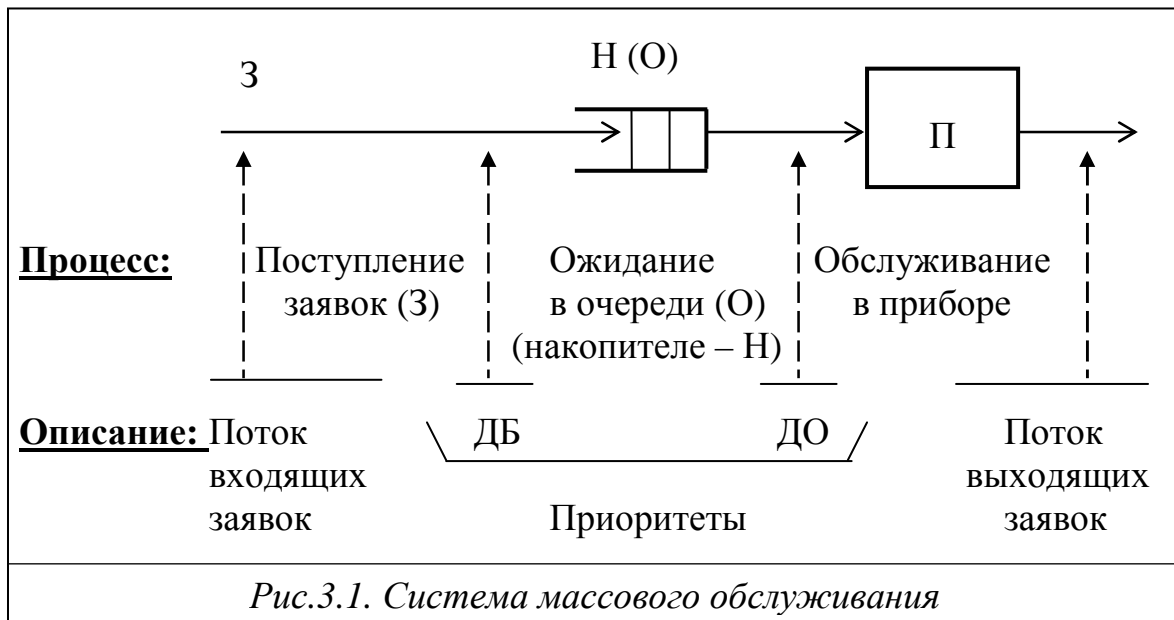 З
Н (О)
П
Процесс: Поступление Ожидание Обслуживание
заявок (З) в очереди (О) в приборе
(накопителе – Н)
Описание: Поток ДБ ДО Поток
входящих выходящих
заявок Приоритеты заявок
Рис.3.1. Система массового обслуживания